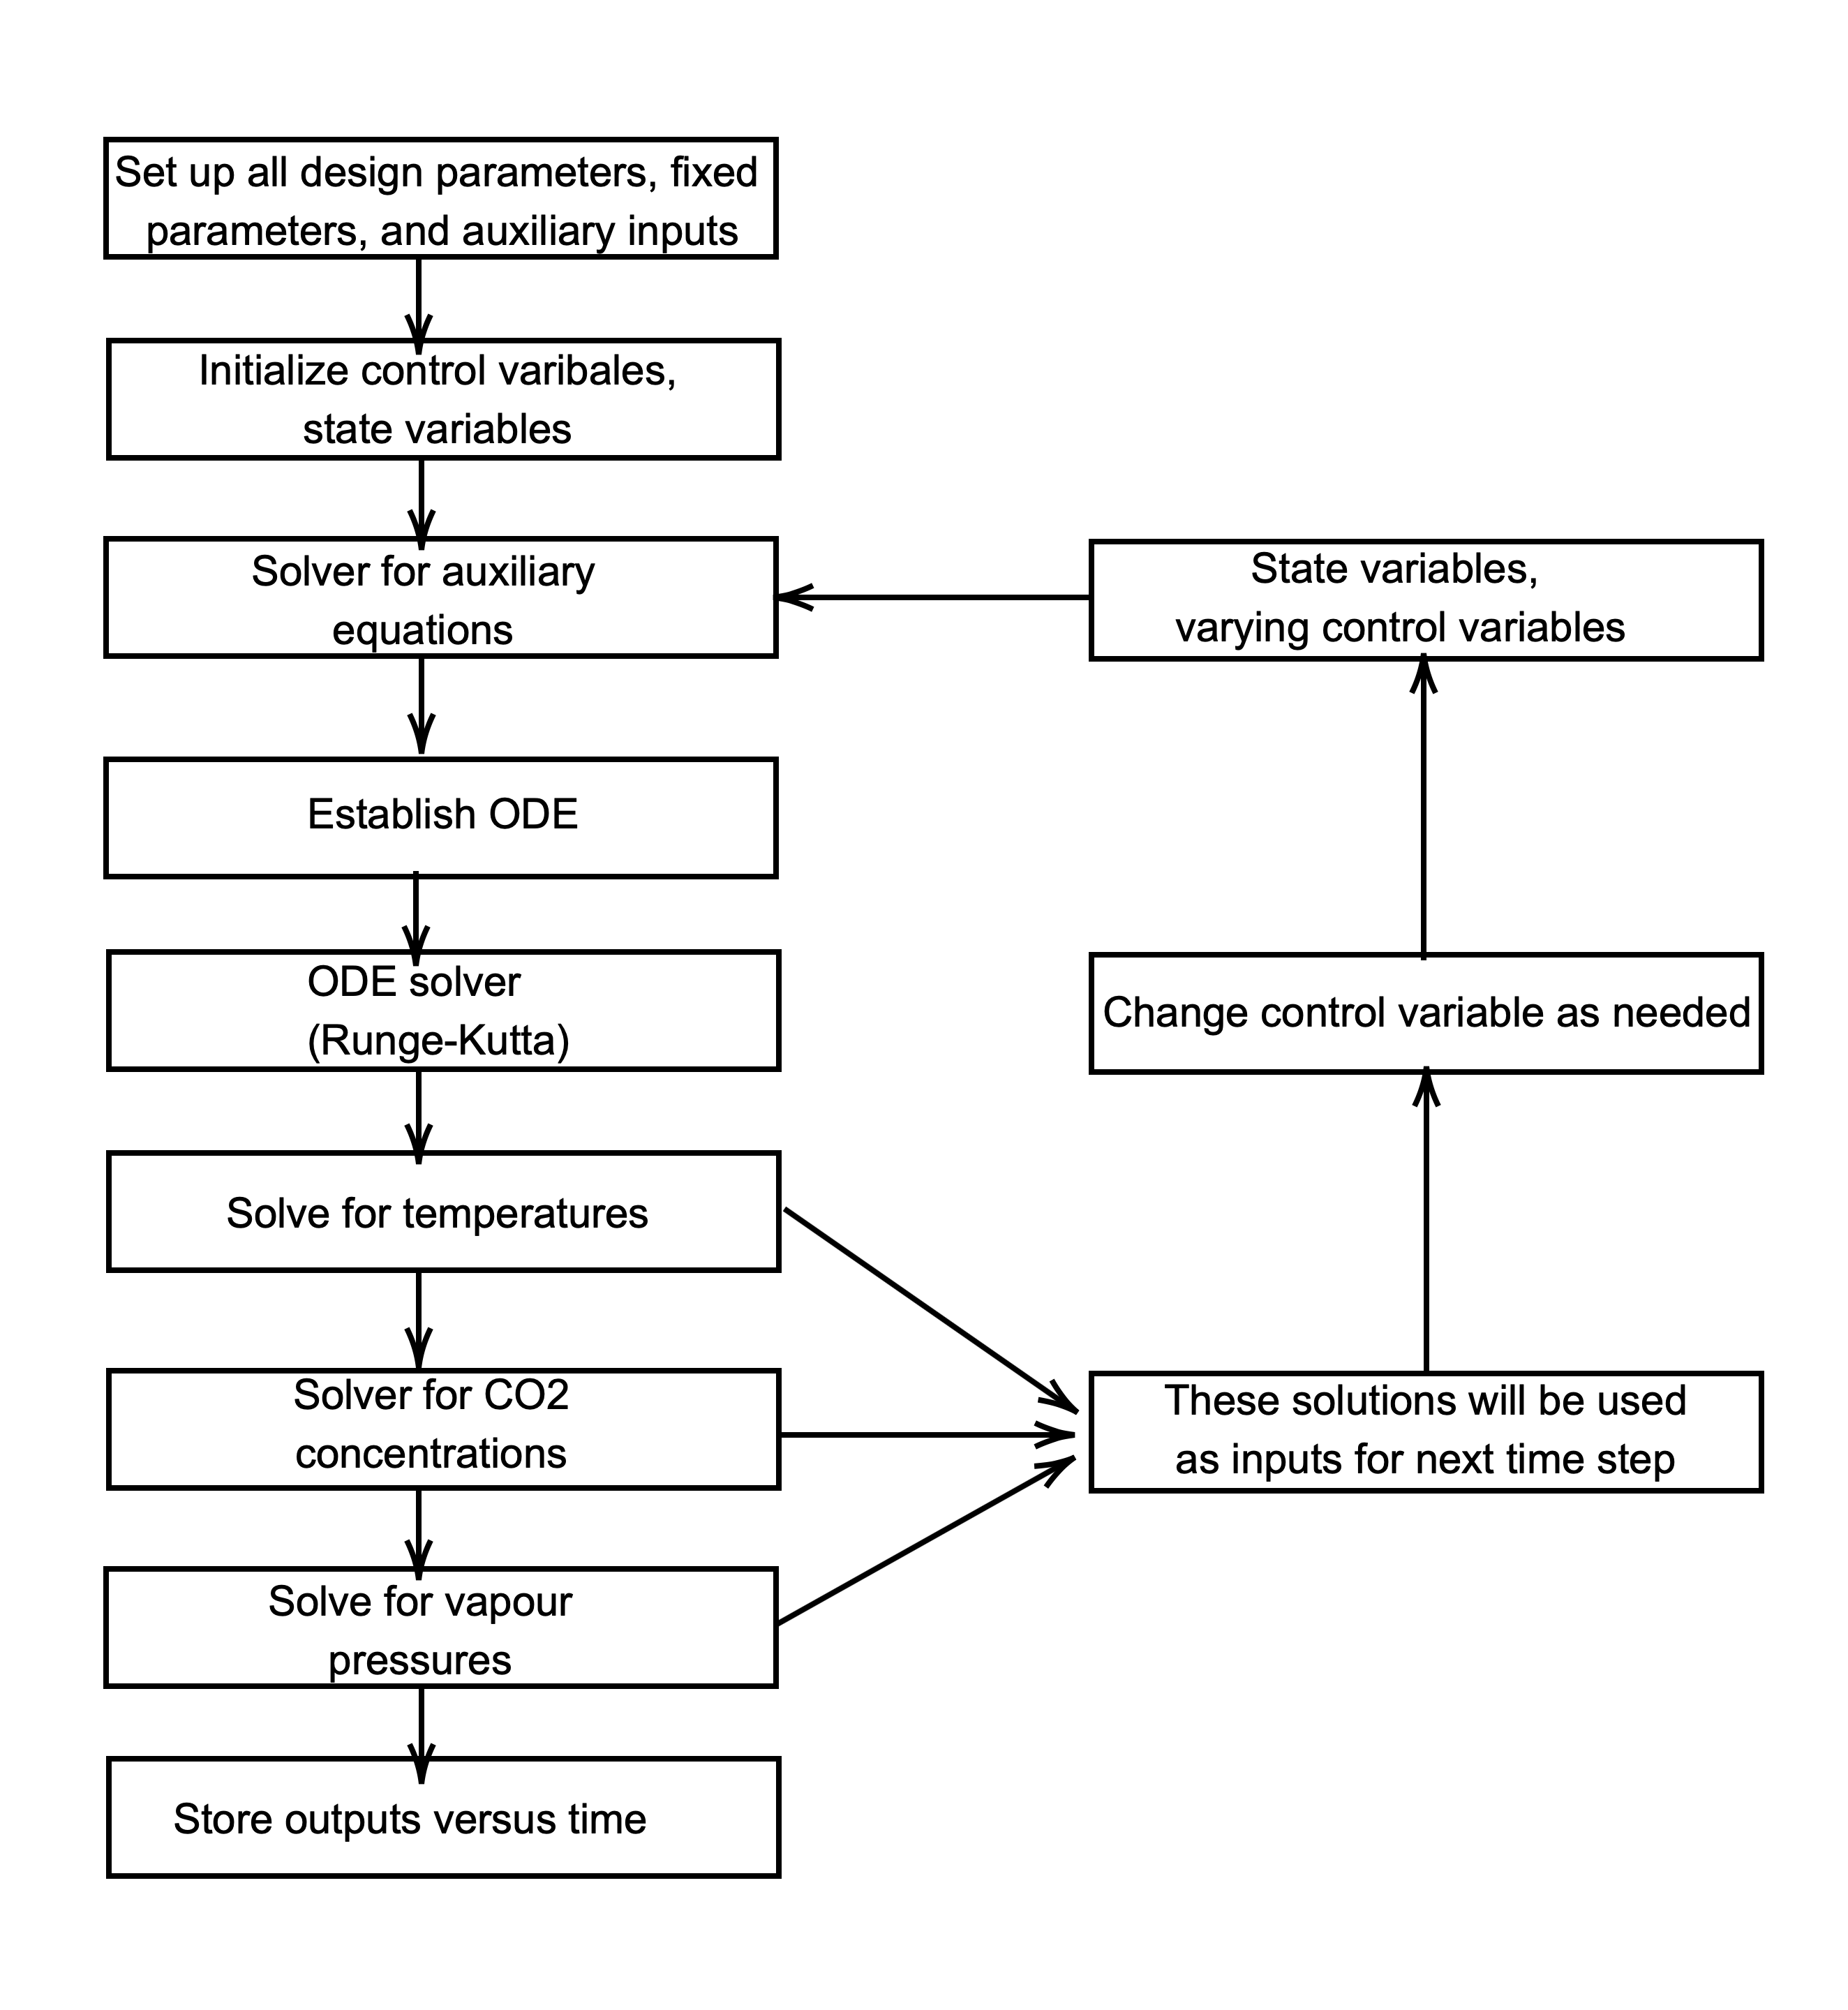 Set up all design parameters, fixed
parameters, and auxiliary inputs
Initialize control varibales,
state variables
Solver for auxiliary
equations
Establish ODE
ODE solver
(Runge-Kutta)
Solve for temperatures
Solver for CO2
concentrations
Solve for vapour
pressures
Store outputs versus time
State variables,
varying control variables
Change control variable as needed
These solutions will be used
as inputs for next time step